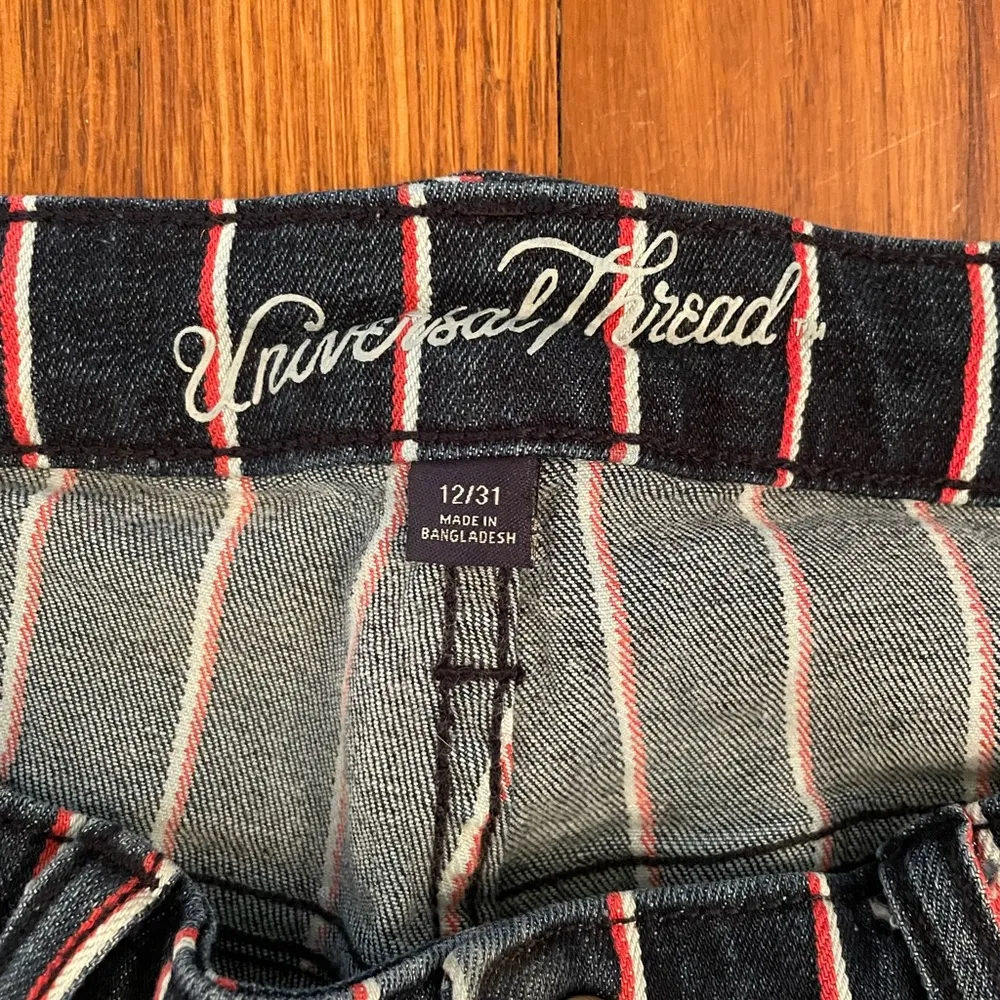 Universal Thread
12/31
MADE IN
BANGLADESH